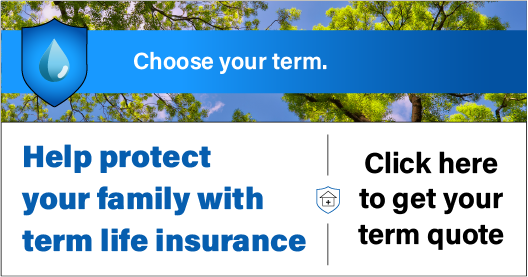 Choose your term.
Help protect
your family with
term life insurance
Click here
to get your
term quote